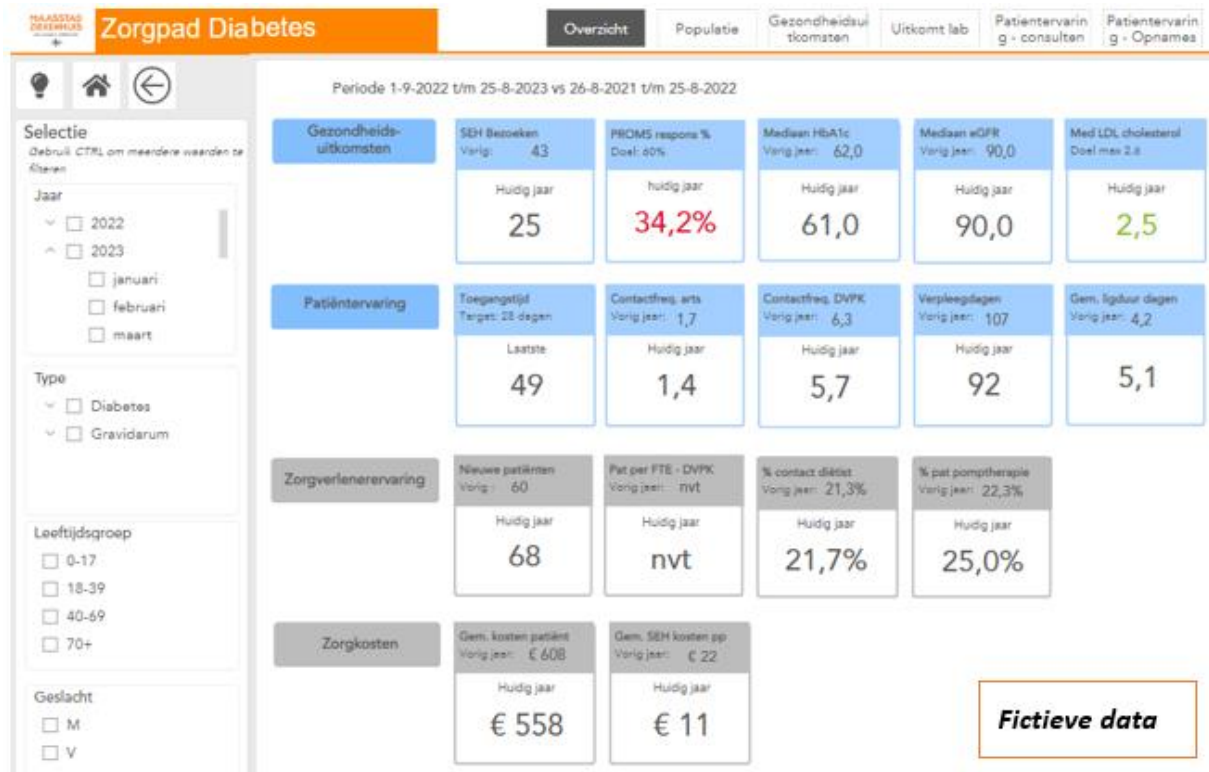 MAASSTAD
ZIEKENHUIS
Zorgpad Diabetes
Overzicht
Populatie
Gezondheidsui
tkomsten
Uitkomt lab
Patientervarin
g - consulten
Patientervarin
g - Opnames
Periode 1-9-2022 t/m 25-8-2023 vs 26-8-2021 t/m 25-8-2022
Selectie
Gebruik CTRL om meerdere waarden te
filteren
Jaar
2022
2023
januari
februari
maart
Type
Diabetes
Gravidarum
Leeftijdsgroep
0-17
18-39
40-69
70+
Geslacht
M
V
Gezondheids-
uitkomsten
SEH Bezoeken
Vorig: 43
Huidig jaar
25
PROMS respons %
Doel: 60%
huidig jaar
34,2%
Mediaan HbA1c
Vorig jaar: 62,0
Huidig jaar
61,0
Mediaan eGFR
Vorig jaar: 90,0
Huidig jaar
90,0
Med LDL cholesterol
Doel max 2.6
Huidig jaar
2,5
Patiëntervaring
Toegangstijd
Target: 28 dagen
Laatste
49
Contactfreq. arts
Vorig jaar: 1,7
Huidig jaar
1,4
Contactfreq. DVPK
Vorig jaar: 6,3
Huidig jaar
5,7
Verpleegdagen
Vorig jaar: 107
Huidig jaar
92
Gem. ligduur dagen
Vorig jaar: 4,2
5,1
Zorgverlenerervaring
Nieuwe patiënten
Vorig : 60
Huidig jaar
68
Pat per FTE - DVPK
Vorig jaar: nvt
Huidig jaar
nvt
% contact diëtist
Vorig jaar: 21,3%
Huidig jaar
21,7%
% pat pomptherapie
Vorig jaar: 22,3%
Huidig jaar
25,0%
Zorgkosten
Gem. kosten patiënt
Vorig jaar: € 608
Huidig jaar
€ 558
Gem. SEH kosten pp
Vorig jaar: € 22
Huidig jaar
€ 11
Fictieve data